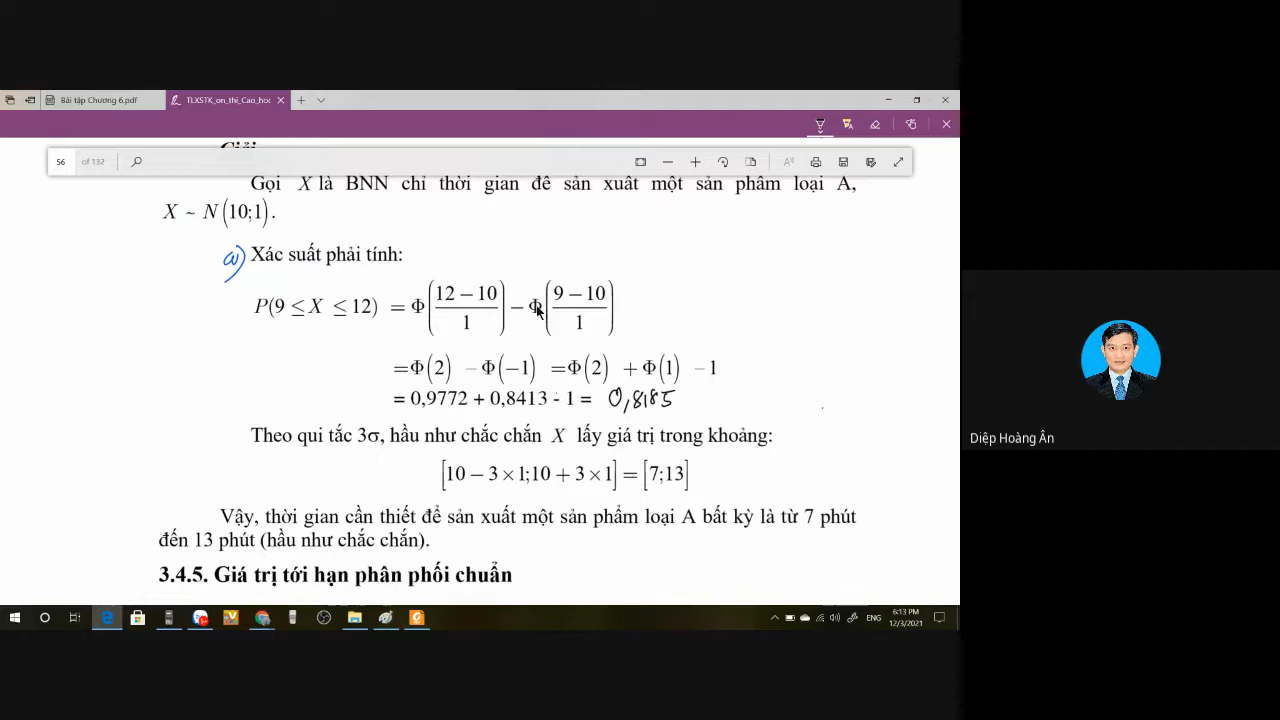 Bài tập Chương 6.pdf
TLXSTK_on_thi_Cao_hoc
56 of 132
Giải
Gọi X là BNN chỉ thời gian để sản xuất một sản phẩm loại A,
X ~ N(10;1).
a) Xác suất phải tính:
P(9 ≤ X ≤ 12) = Φ((12 − 10)/1) − Φ((9 − 10)/1)
= Φ(2) − Φ(−1) = Φ(2) + Φ(1) − 1
= 0,9772 + 0,8413 - 1 = 0,8185
Theo qui tắc 3σ, hầu như chắc chắn X lấy giá trị trong khoảng:
[10 − 3 × 1;10 + 3 × 1] = [7;13]
Vậy, thời gian cần thiết để sản xuất một sản phẩm loại A bất kỳ là từ 7 phút
đến 13 phút (hầu như chắc chắn).
3.4.5. Giá trị tới hạn phân phối chuẩn
Diệp Hoàng Ân
ENG
6:13 PM
12/3/2021